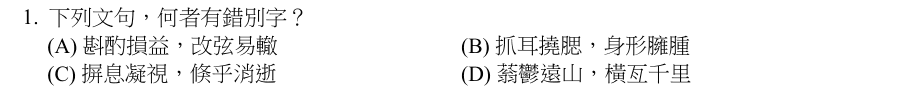 1. 下列文句，何者有錯別字？
(A) 斟酌損益，改弦易轍 (B) 抓耳撓腮，身形臃腫
(C) 摒息凝視，倏乎消逝 (D) 蓊鬱遠山，橫亙千里